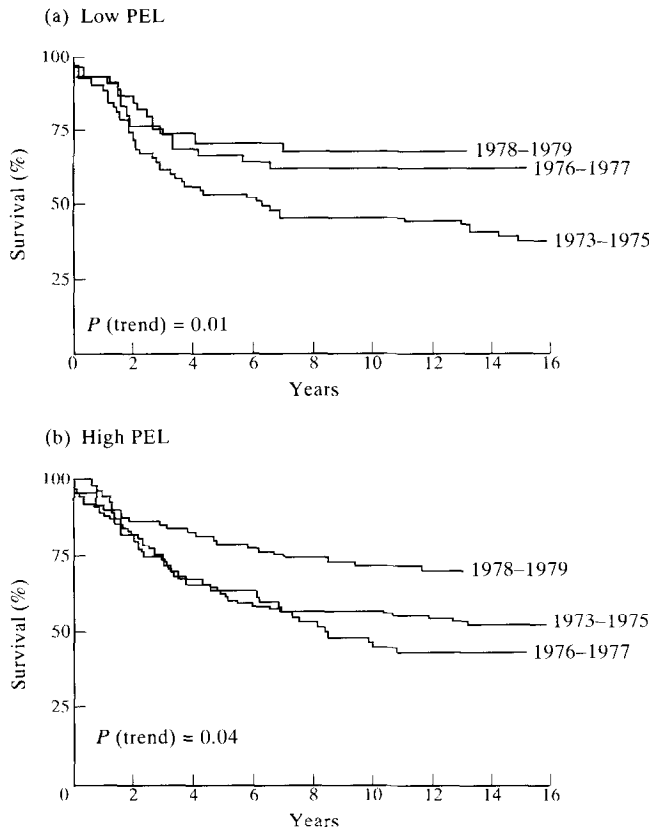 (a) Low PEL
100
75
50
25
0 2 4 6 8 10 12 14 16
Survival (%)
Years
1978–1979
1976–1977
1973–1975
P (trend) = 0.01
(b) High PEL
100
75
50
25
0 2 4 6 8 10 12 14 16
Survival (%)
Years
1978–1979
1973–1975
1976–1977
P (trend) = 0.04